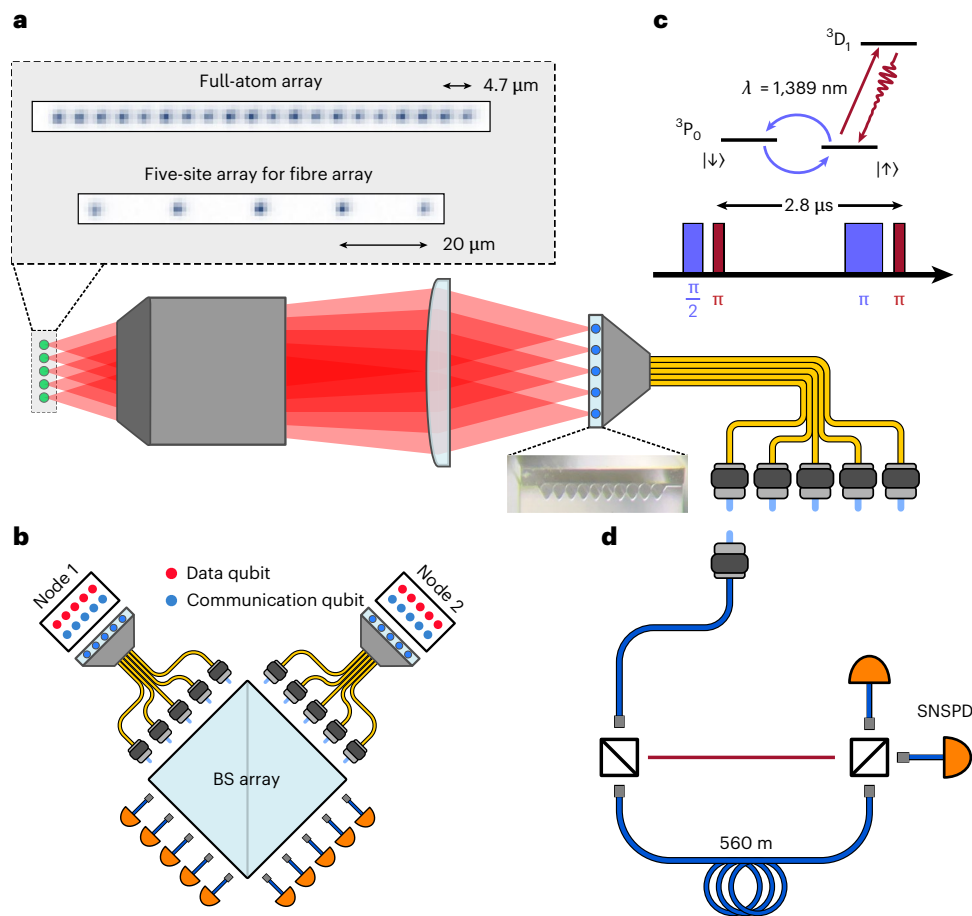 a
Full-atom array
4.7 µm
Five-site array for fibre array
20 µm
c
³D₁
λ = 1,389 nm
³P₀
|↓⟩
|↑⟩
2.8 µs
π/2
π
π
π
b
Node 1
Node 2
Data qubit
Communication qubit
BS array
d
SNSPD
560 m